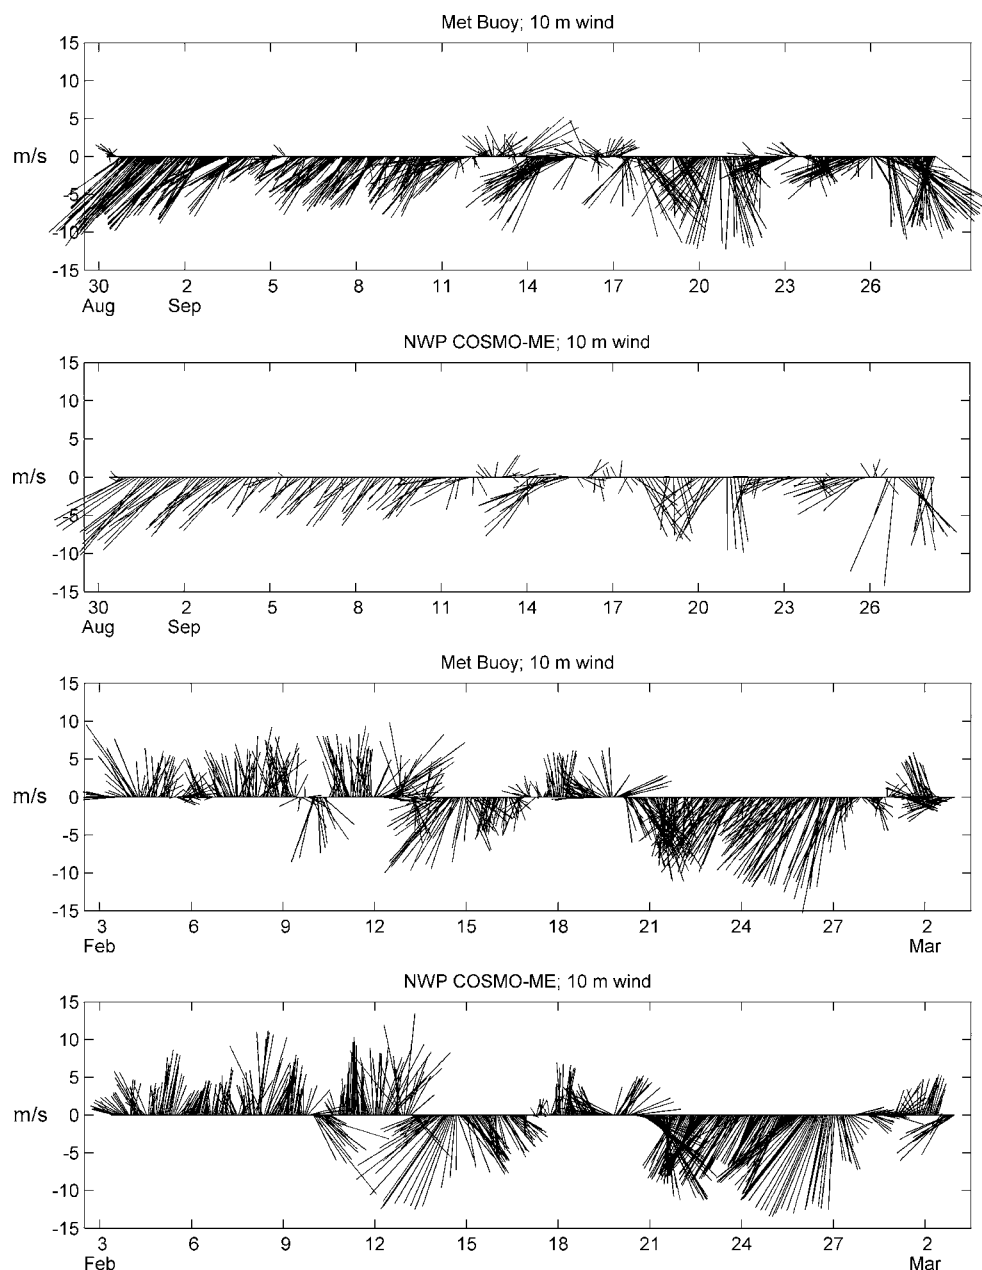 Met Buoy; 10 m wind
15
10
5
m/s 0
-5
-10
-15
30 2 5 8 11 14 17 20 23 26
Aug Sep
NWP COSMO-ME; 10 m wind
15
10
5
m/s 0
-5
-10
-15
30 2 5 8 11 14 17 20 23 26
Aug Sep
Met Buoy; 10 m wind
15
10
5
m/s 0
-5
-10
-15
3 6 9 12 15 18 21 24 27 2
Feb Mar
NWP COSMO-ME; 10 m wind
15
10
5
m/s 0
-5
-10
-15
3 6 9 12 15 18 21 24 27 2
Feb Mar